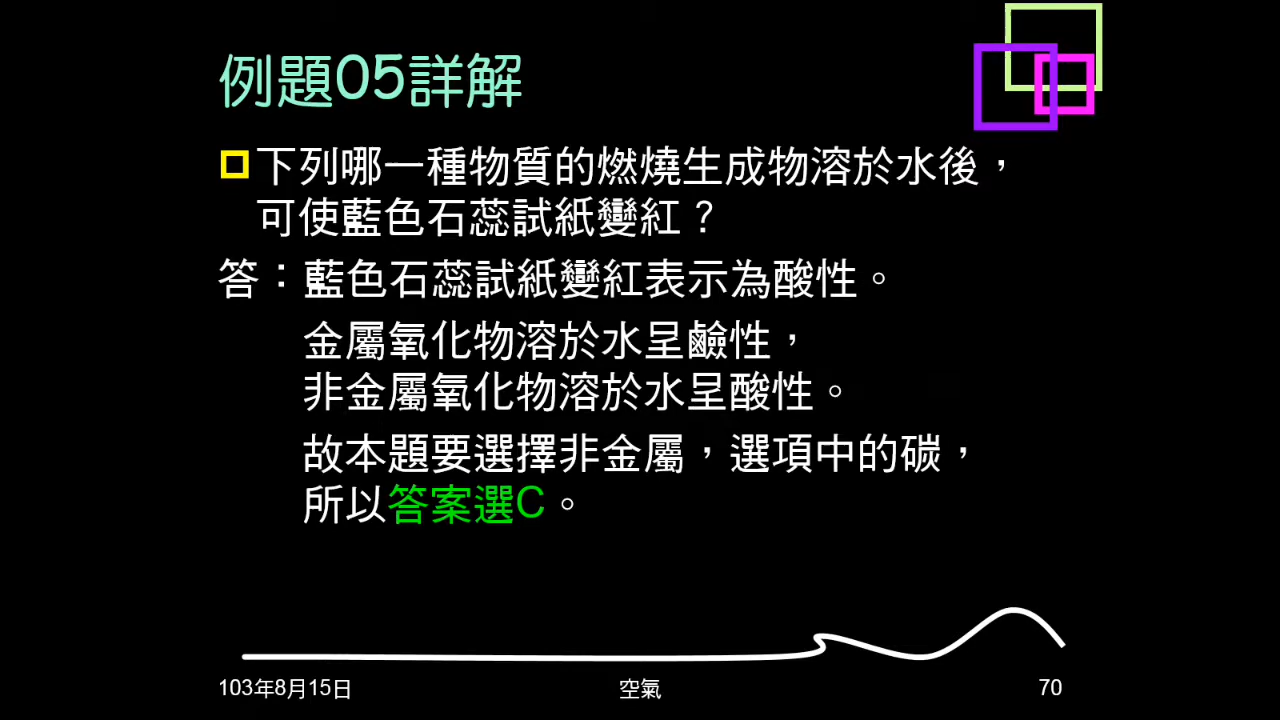 例題05詳解
下列哪一種物質的燃燒生成物溶於水後，
可使藍色石蕊試紙變紅？
答：藍色石蕊試紙變紅表示為酸性。
金屬氧化物溶於水呈鹼性，
非金屬氧化物溶於水呈酸性。
故本題要選擇非金屬，選項中的碳，
所以答案選C。
103年8月15日
空氣
70